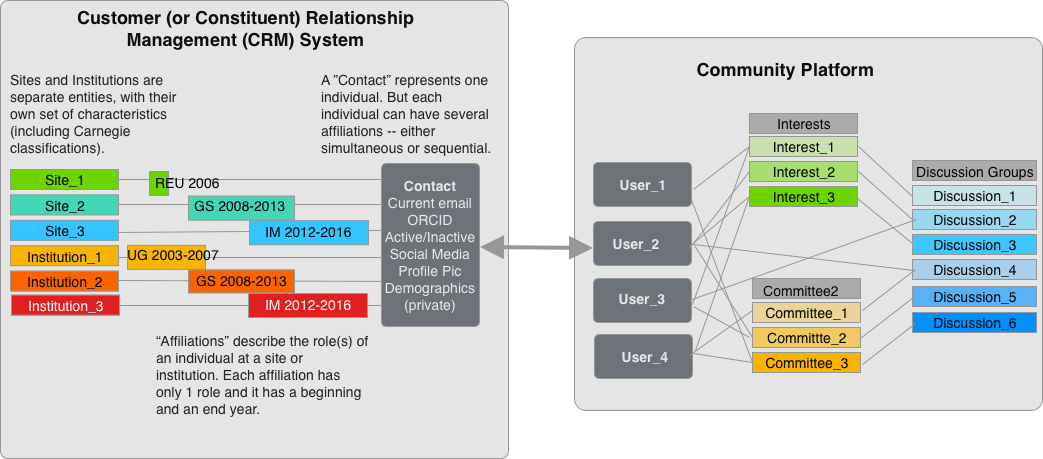 Customer (or Constituent) Relationship
Management (CRM) System
Sites and Institutions are
separate entities, with their
own set of characteristics
(including Carnegie
classifications).
A ”Contact” represents one
individual. But each
individual can have several
affiliations -- either
simultaneous or sequential.
Site_1
REU 2006
Site_2
GS 2008-2013
Site_3
IM 2012-2016
Institution_1
UG 2003-2007
Institution_2
GS 2008-2013
Institution_3
IM 2012-2016
Contact
Current email
ORCID
Active/Inactive
Social Media
Profile Pic
Demographics
(private)
“Affiliations” describe the role(s) of
an individual at a site or
institution. Each affiliation has
only 1 role and it has a beginning
and an end year.
Community Platform
User_1
User_2
User_3
User_4
Interests
Interest_1
Interest_2
Interest_3
Committee2
Committee_1
Committte_2
Committee_3
Discussion Groups
Discussion_1
Discussion_2
Discussion_3
Discussion_4
Discussion_5
Discussion_6